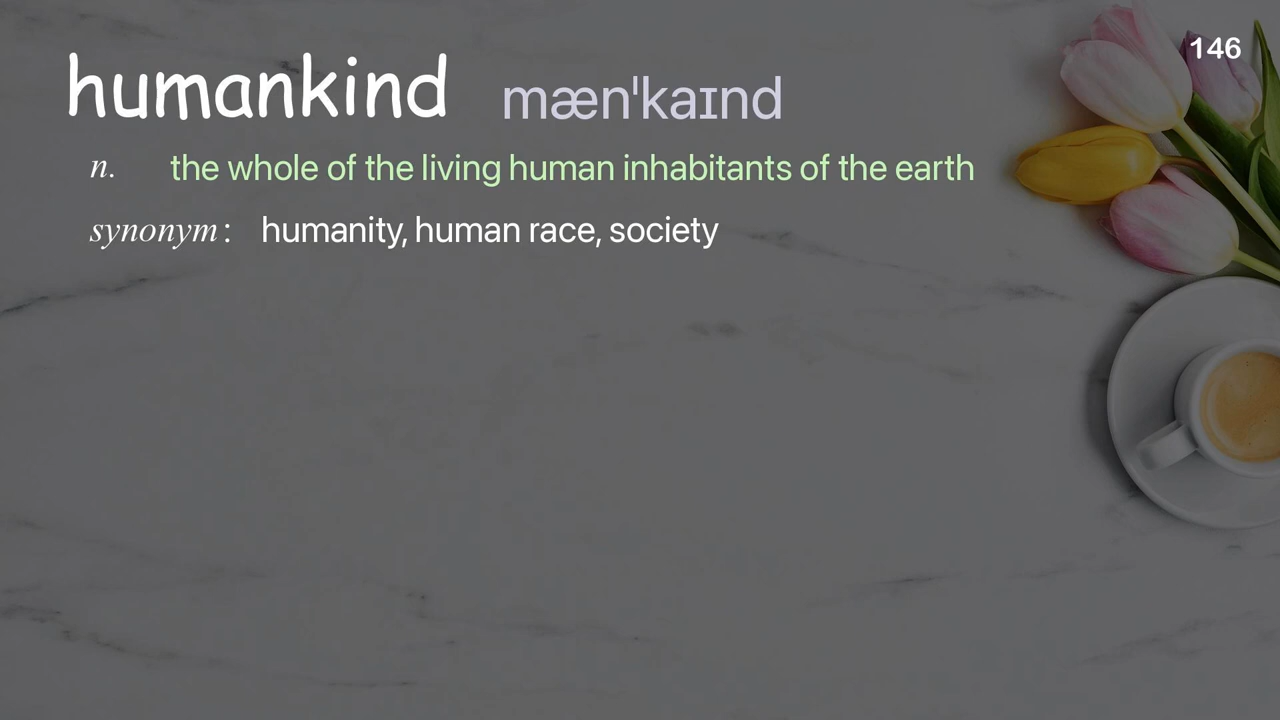 146
humankind mæn'kaɪnd
n. the whole of the living human inhabitants of the earth
synonym: humanity, human race, society